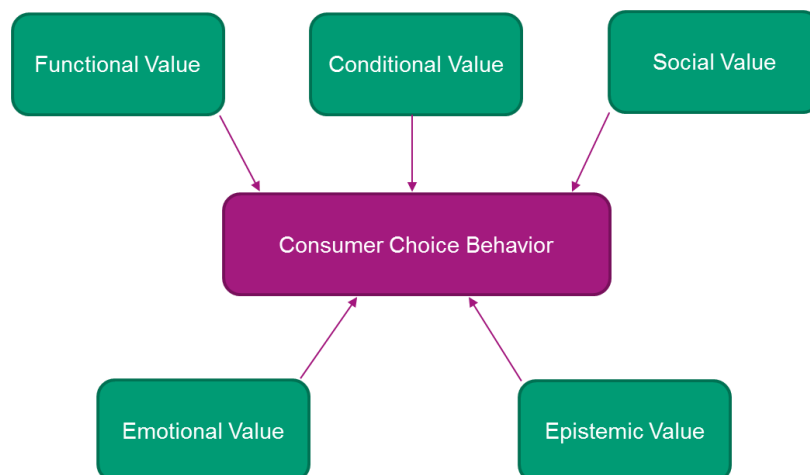 Functional Value
Conditional Value
Social Value
Consumer Choice Behavior
Emotional Value
Epistemic Value